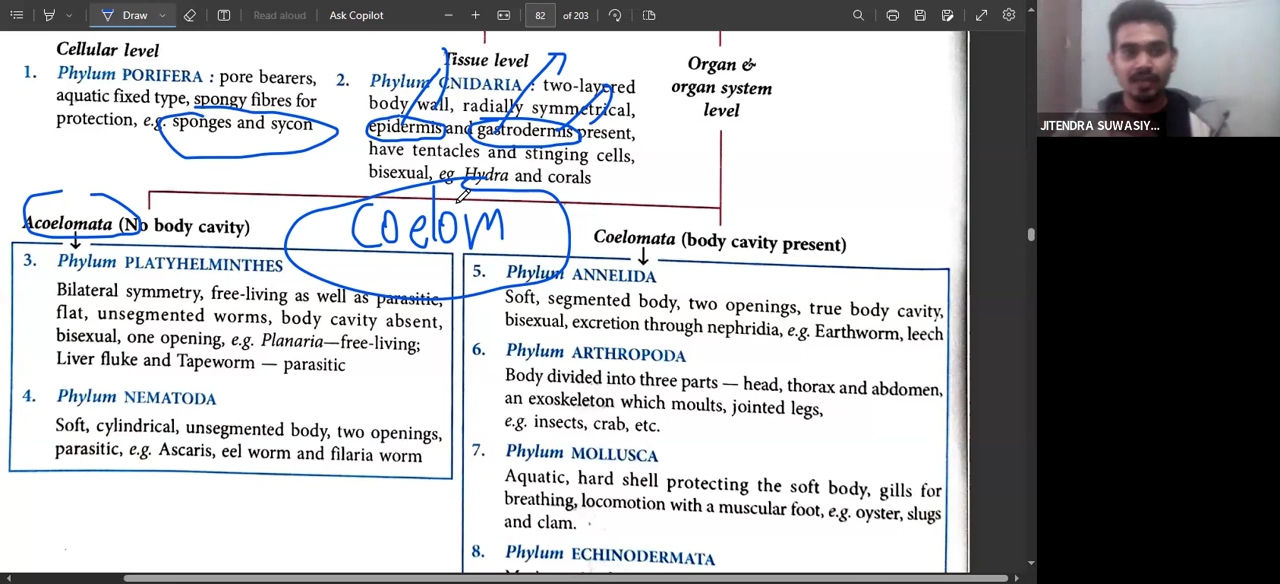 Draw
Read aloud
Ask Copilot
82 of 203
Cellular level
1. Phylum PORIFERA : pore bearers,
aquatic fixed type, spongy fibres for
protection, e.g. sponges and sycon
Tissue level
2. Phylum CNIDARIA : two-layered
body wall, radially symmetrical,
epidermis and gastrodermis present,
have tentacles and stinging cells,
bisexual, eg Hydra and corals
Organ &
organ system
level
JITENDRA SUWASIY...
coelom
Acoelomata (No body cavity)
3. Phylum PLATYHELMINTHES
Bilateral symmetry, free-living as well as parasitic,
flat, unsegmented worms, body cavity absent,
bisexual, one opening, e.g. Planaria—free-living;
Liver fluke and Tapeworm — parasitic
4. Phylum NEMATODA
Soft, cylindrical, unsegmented body, two openings,
parasitic, e.g. Ascaris, eel worm and filaria worm
Coelomata (body cavity present)
5. Phylum ANNELIDA
Soft, segmented body, two openings, true body cavity,
bisexual, excretion through nephridia, e.g. Earthworm, leech
6. Phylum ARTHROPODA
Body divided into three parts — head, thorax and abdomen,
an exoskeleton which moults, jointed legs,
e.g. insects, crab, etc.
7. Phylum MOLLUSCA
Aquatic, hard shell protecting the soft body, gills for
breathing, locomotion with a muscular foot, e.g. oyster, slugs
and clam.
8. Phylum ECHINODERMATA